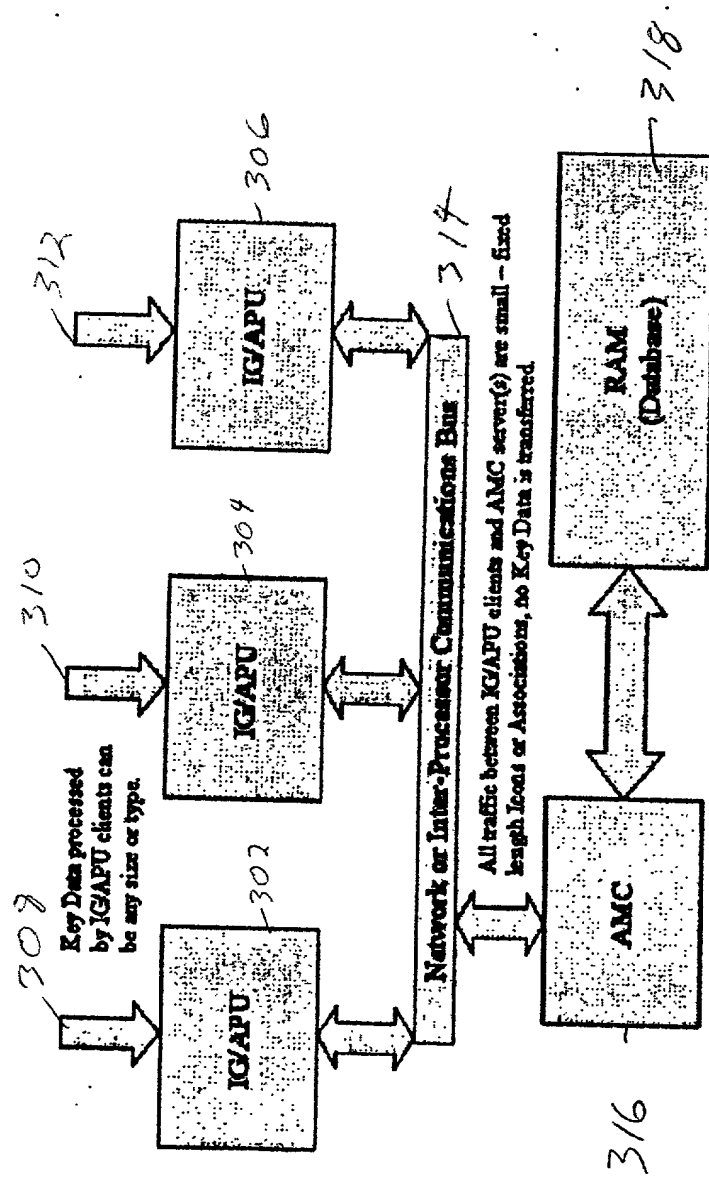 308
310
312
Key Data processed
by IG/APU clients can
be any size or type.
302
304
306
IG/APU
IG/APU
IG/APU
314
Network or Inter-Processor Communications Bus
All traffic between IG/APU clients and AMC server(s) are small – fixed
length Icons or Associations, no Key Data is transferred.
316
AMC
RAM
(Database)
318